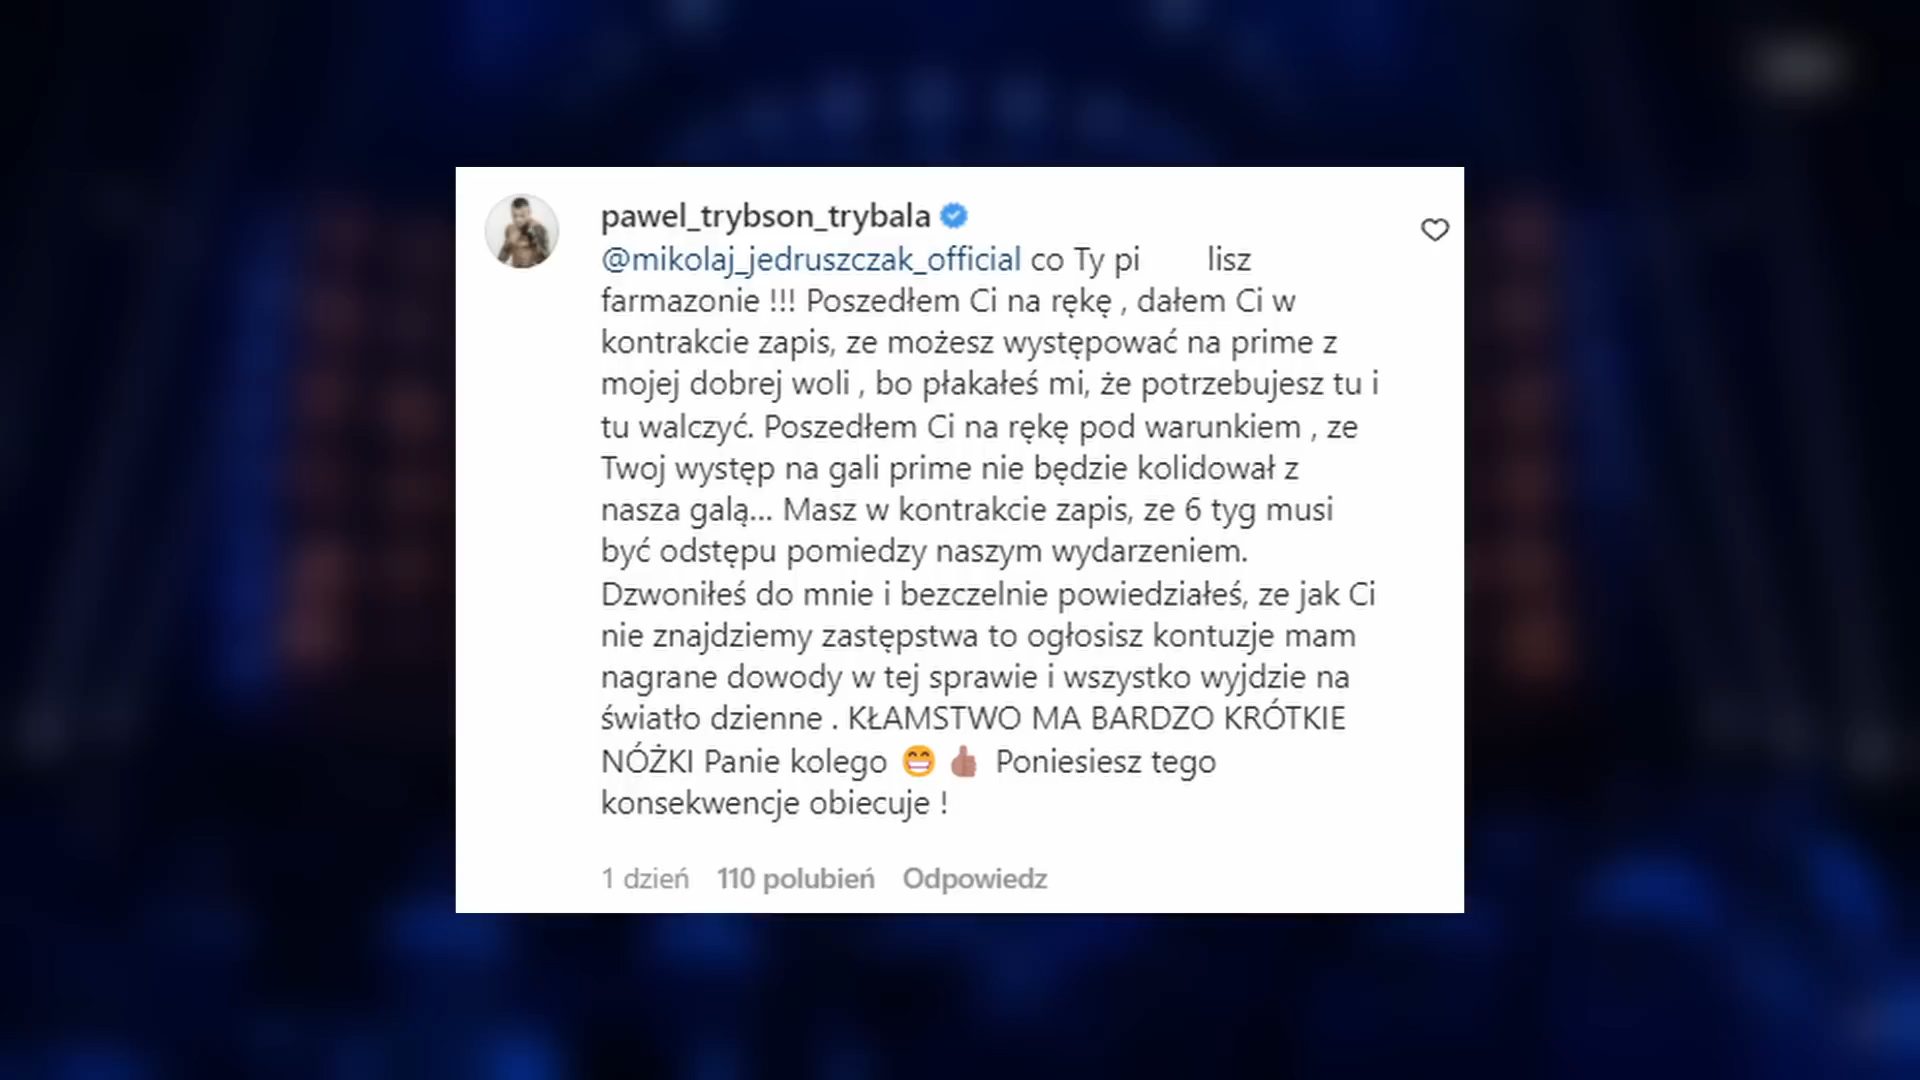 pawel_trybson_trybala
@mikolaj_jedruszczak_official co Ty pi lisz
farmazonie !!! Poszedłem Ci na rękę , dałem Ci w
kontrakcie zapis, ze możesz występować na prime z
mojej dobrej woli , bo płakałeś mi, że potrzebujesz tu i
tu walczyć. Poszedłem Ci na rękę pod warunkiem , ze
Twoj występ na gali prime nie będzie kolidował z
nasza galą... Masz w kontrakcie zapis, ze 6 tyg musi
być odstępu pomiedzy naszym wydarzeniem.
Dzwoniłeś do mnie i bezczelnie powiedziałeś, ze jak Ci
nie znajdziemy zastępstwa to ogłosisz kontuzje mam
nagrane dowody w tej sprawie i wszystko wyjdzie na
światło dzienne . KŁAMSTWO MA BARDZO KRÓTKIE
NÓŻKI Panie kolego 😁 👍🏽 Poniesiesz tego
konsekwencje obiecuje !
1 dzień 110 polubień Odpowiedz